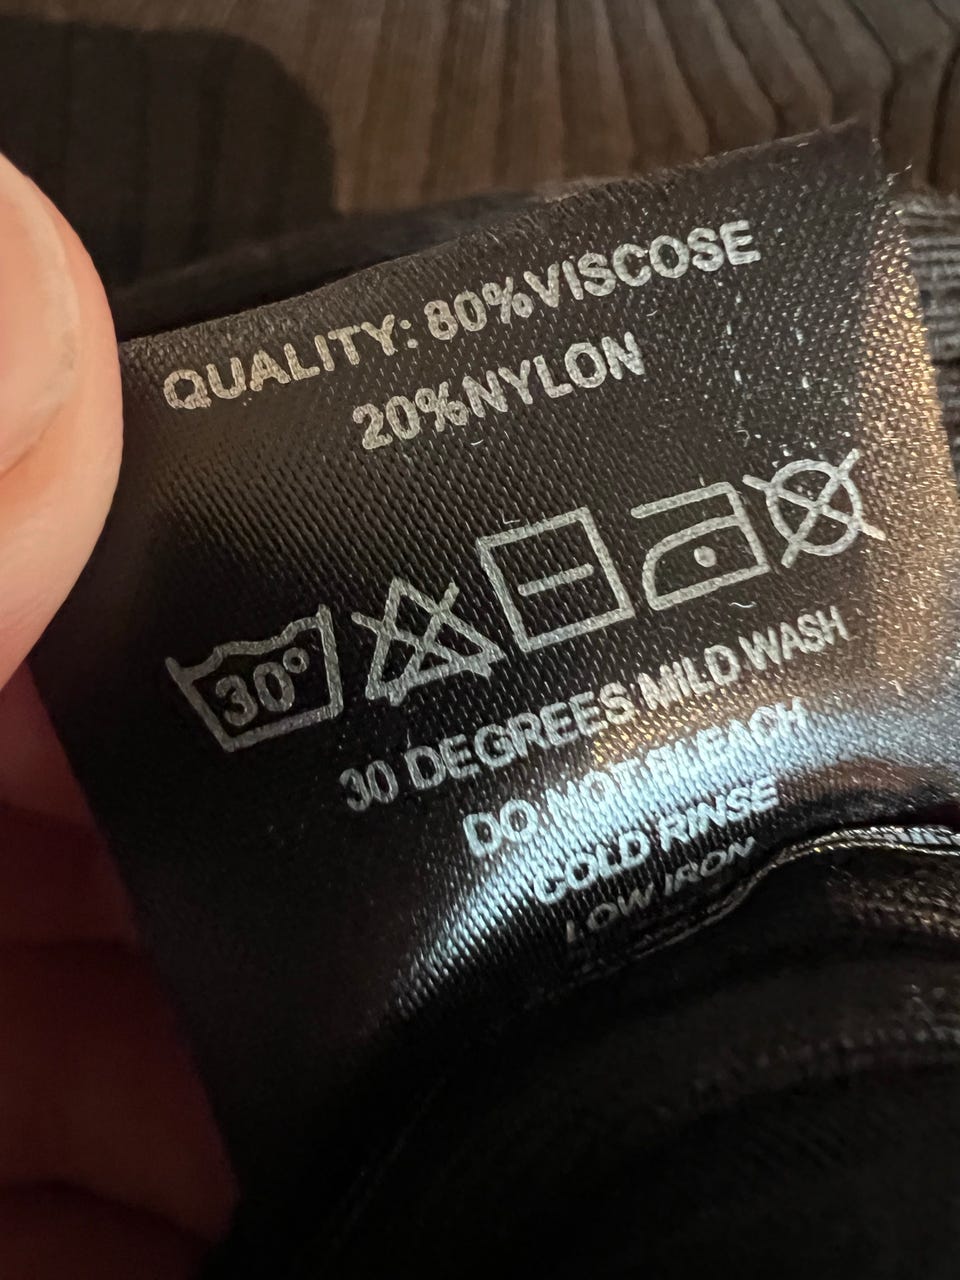 QUALITY: 80%VISCOSE
20%NYLON
30°
30 DEGREES MILD WASH
DO NOT BLEACH
COLD RINSE
LOW IRON